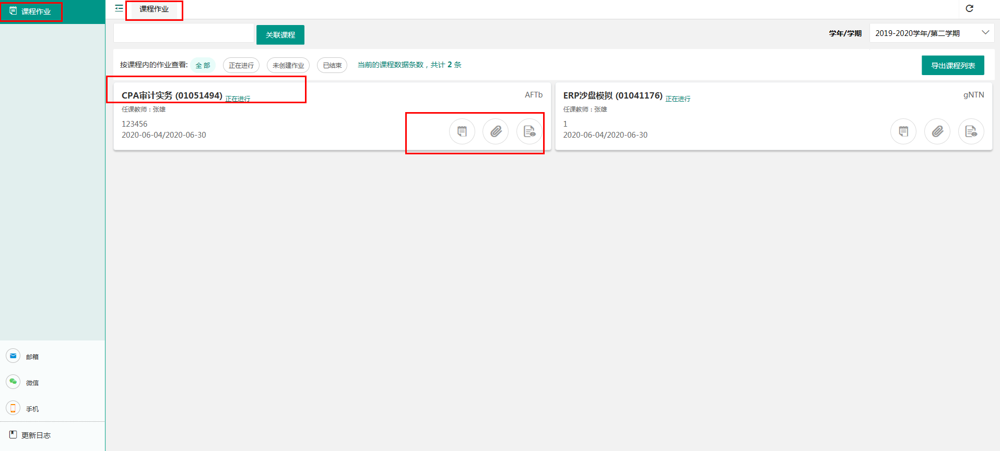 课程作业
课程作业
关联课程
学年/学期 2019-2020学年/第二学期
按课程内的作业查看: 全 部 正在进行 未创建作业 已结束 当前的课程数据条数，共计 2 条
导出课程列表
CPA审计实务 (01051494) 正在进行
AFTb
任课教师：张雄
123456
2020-06-04/2020-06-30
ERP沙盘模拟 (01041176) 正在进行
gNTN
任课教师：张雄
1
2020-06-04/2020-06-30
邮箱
微信
手机
更新日志